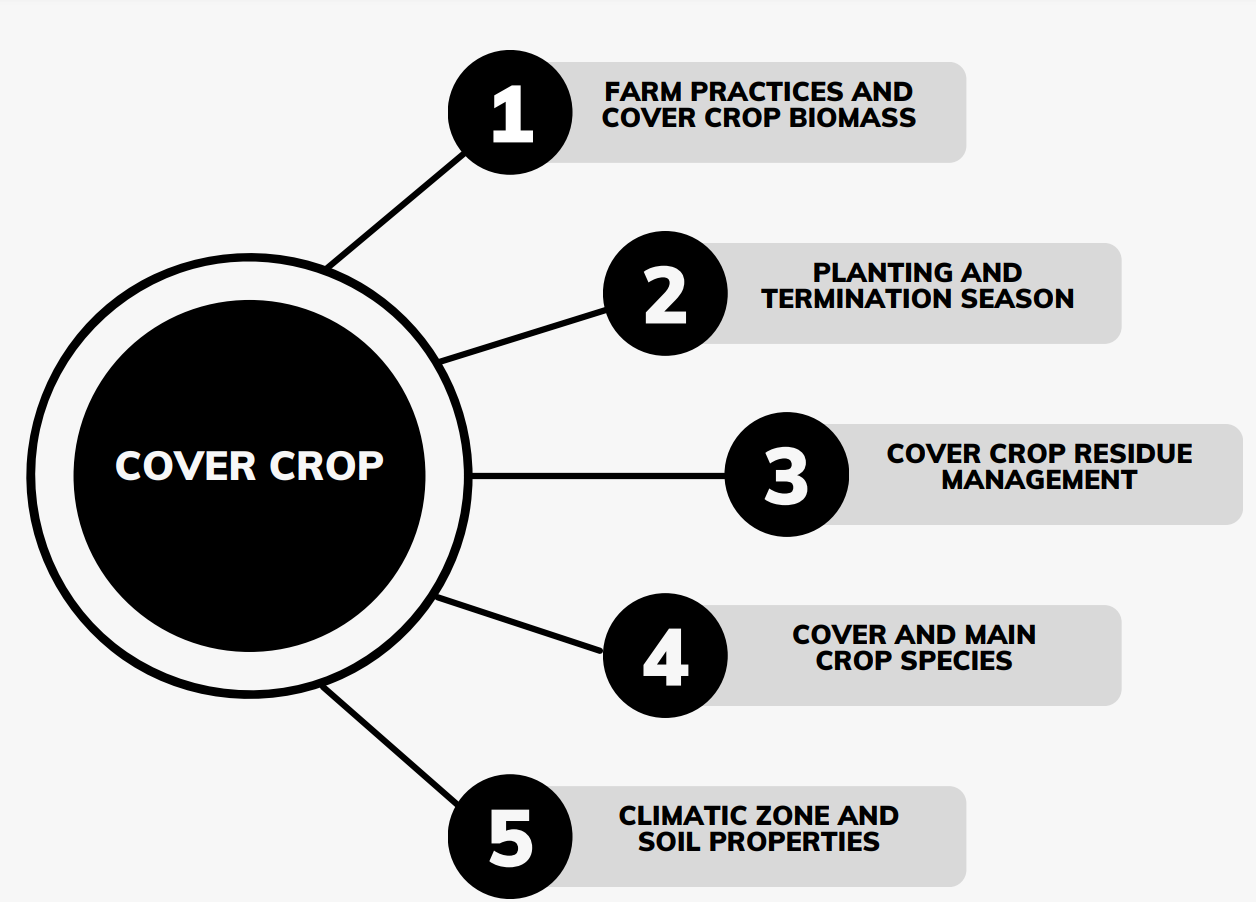 1
FARM PRACTICES AND
COVER CROP BIOMASS
2
PLANTING AND
TERMINATION SEASON
COVER CROP
3
COVER CROP RESIDUE
MANAGEMENT
4
COVER AND MAIN
CROP SPECIES
5
CLIMATIC ZONE AND
SOIL PROPERTIES